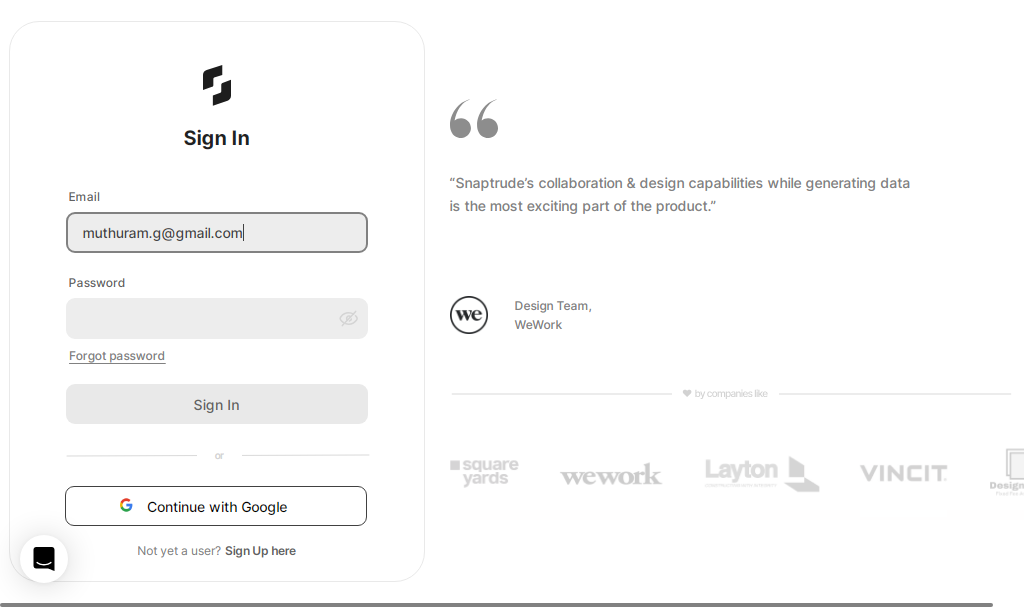 Sign In
Email
muthuram.g@gmail.com
Password
Forgot password
Sign In
or
Continue with Google
Not yet a user? Sign Up here
“Snaptrude’s collaboration & design capabilities while generating data
is the most exciting part of the product.”
we
Design Team,
WeWork
by companies like
square
yards
wework
Layton
VINCIT
Design